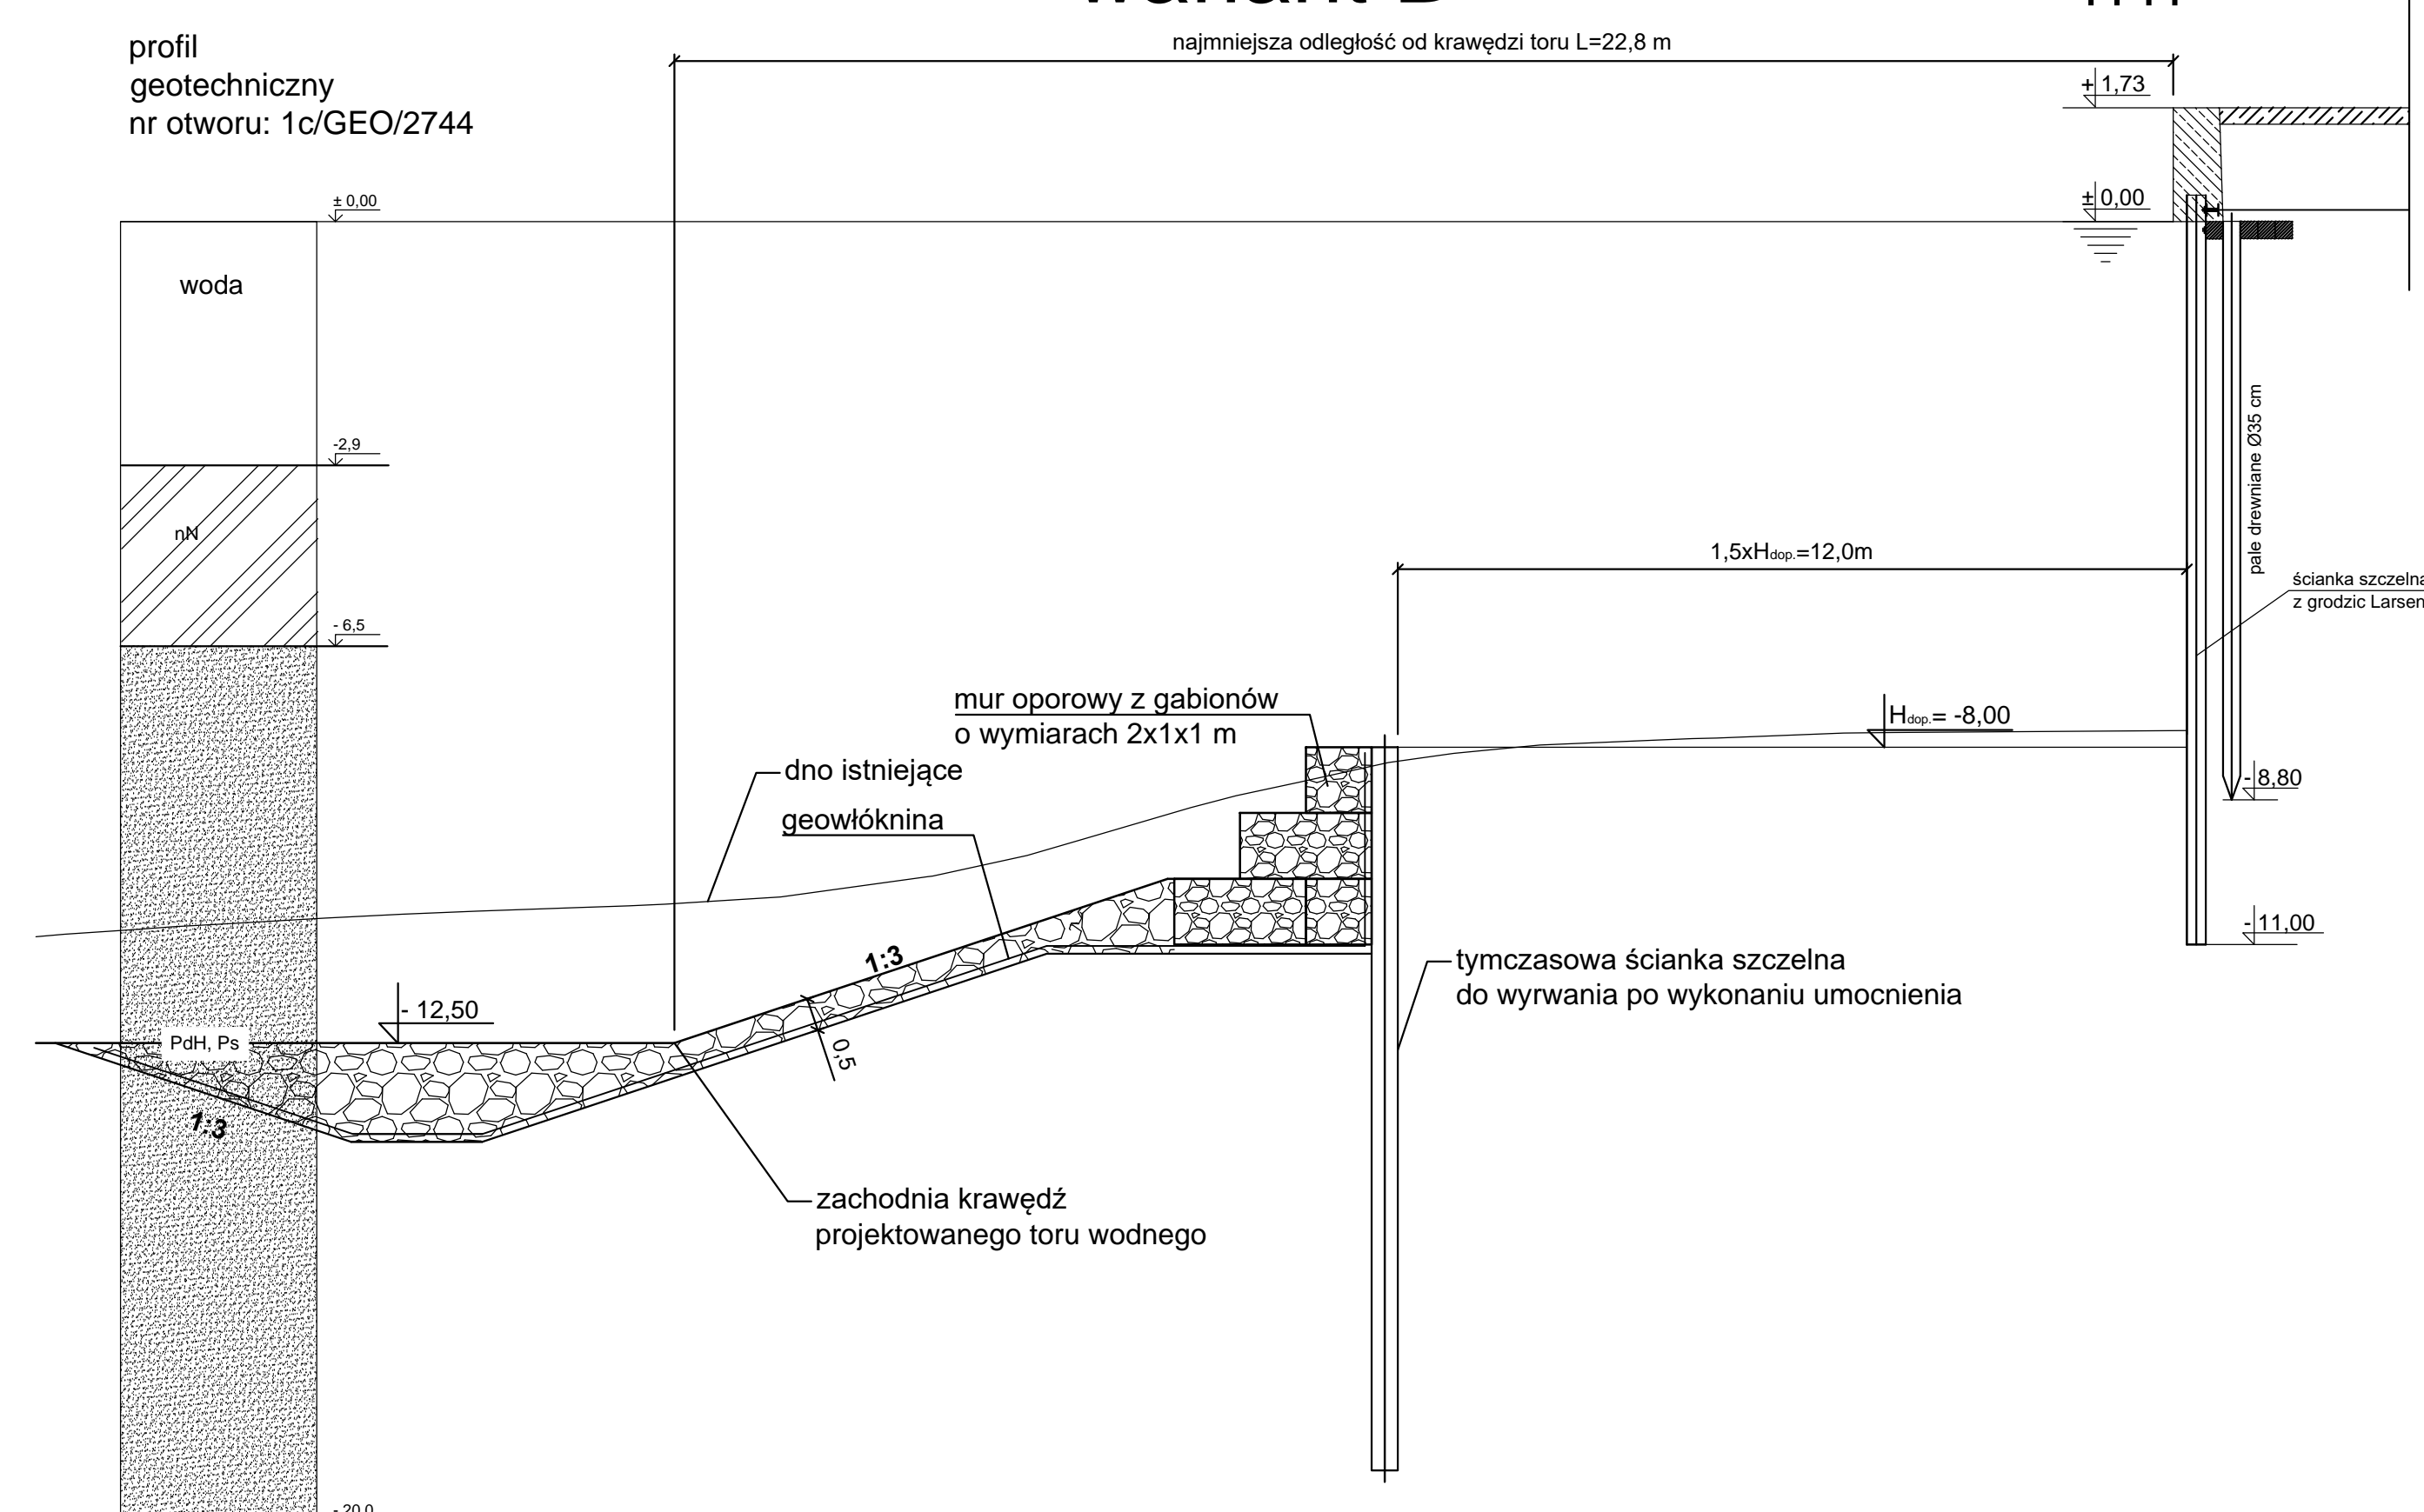 wariant B
profil
geotechniczny
nr otworu: 1c/GEO/2744
najmniejsza odległość od krawędzi toru L=22,8 m
+ 1,73
± 0,00
± 0,00
woda
-2,9
nN
- 6,5
pale drewniane Ø35 cm
1,5xHdop.=12,0m
ścianka szczelna
z grodzic Larsen
mur oporowy z gabionów
o wymiarach 2x1x1 m
Hdop.= -8,00
dno istniejące
- 8,80
geowłóknina
- 11,00
1:3
tymczasowa ścianka szczelna
do wyrwania po wykonaniu umocnienia
- 12,50
PdH, Ps
0,5
1:3
zachodnia krawędź
projektowanego toru wodnego
- 20,0